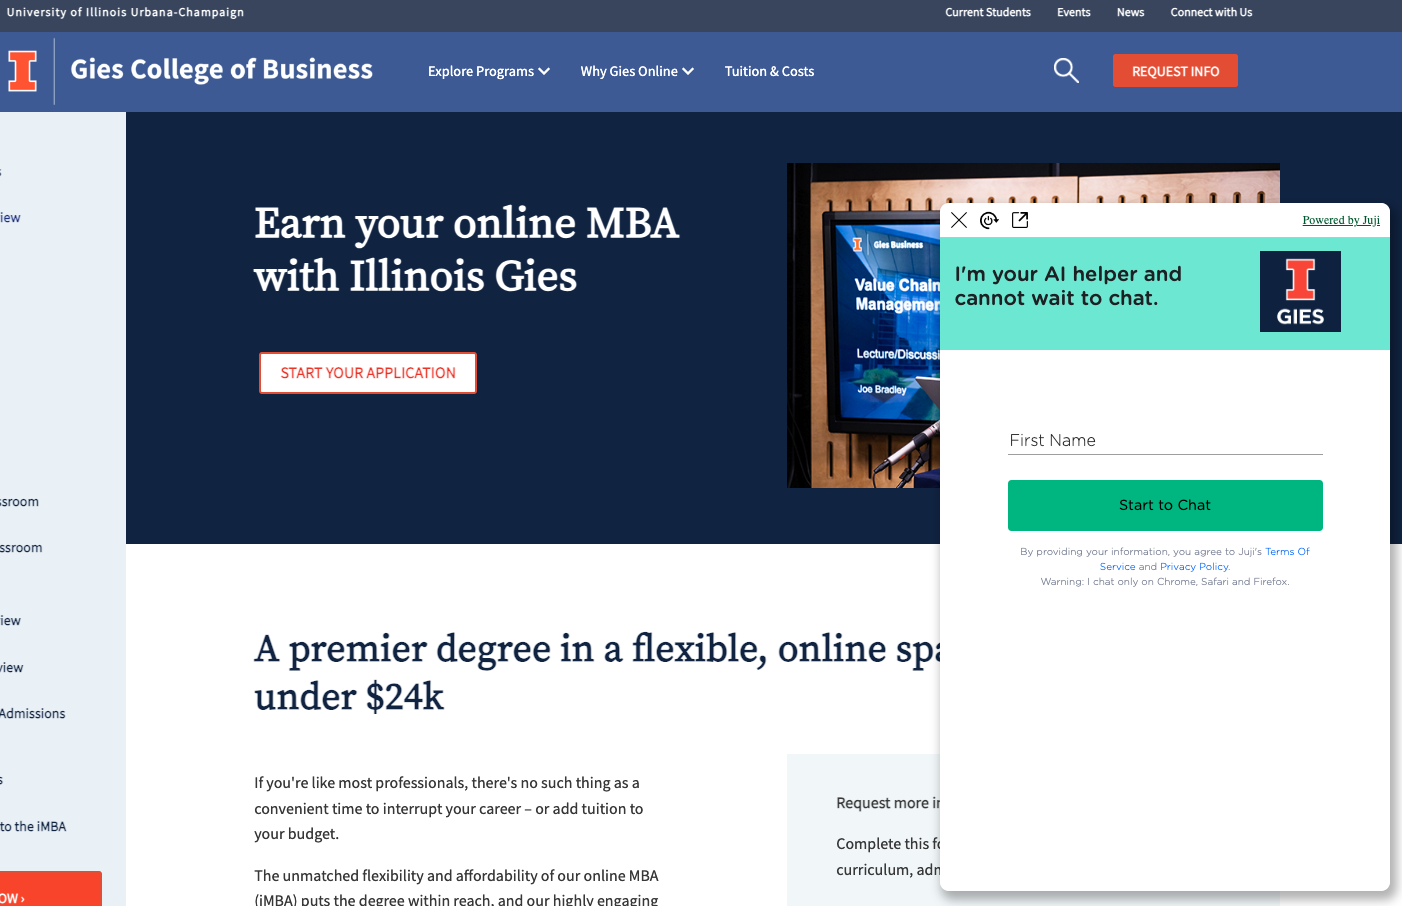 University of Illinois Urbana-Champaign
Current Students
Events
News
Connect with Us
Gies College of Business
Explore Programs
Why Gies Online
Tuition & Costs
REQUEST INFO
iew
ssroom
ssroom
iew
view
Admissions
s
to the iMBA
OW ›
Earn your online MBA
with Illinois Gies
START YOUR APPLICATION
Gies Business
Value Chain
Management
Lecture/Discussi
Joe Bradley
Powered by Juji
I'm your AI helper and
cannot wait to chat.
GIES
First Name
Start to Chat
By providing your information, you agree to Juji's Terms Of
Service and Privacy Policy.
Warning: I chat only on Chrome, Safari and Firefox.
A premier degree in a flexible, online spa
under $24k
If you're like most professionals, there's no such thing as a
convenient time to interrupt your career – or add tuition to
your budget.
The unmatched flexibility and affordability of our online MBA
(iMBA) puts the degree within reach, and our highly engaging
Request more in
Complete this fo
curriculum, adm